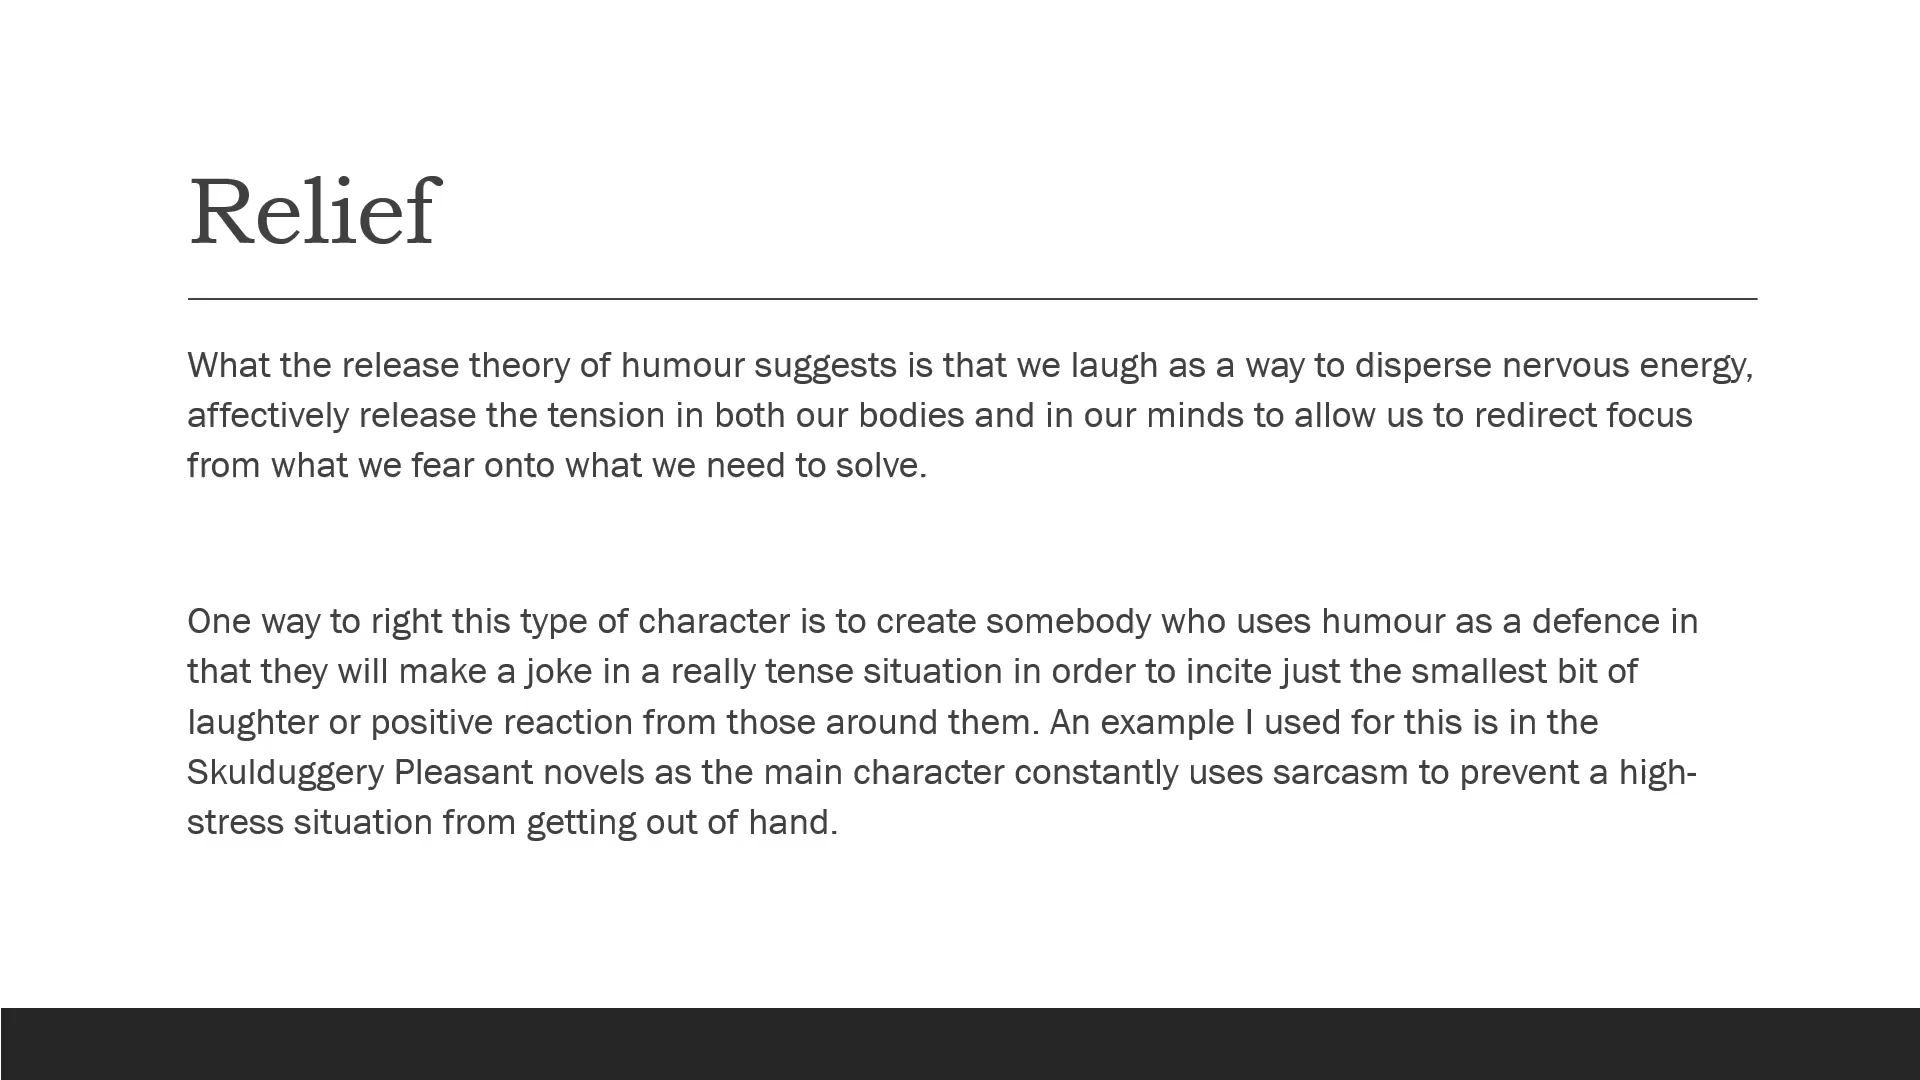 Relief
What the release theory of humour suggests is that we laugh as a way to disperse nervous energy,
affectively release the tension in both our bodies and in our minds to allow us to redirect focus
from what we fear onto what we need to solve.
One way to right this type of character is to create somebody who uses humour as a defence in
that they will make a joke in a really tense situation in order to incite just the smallest bit of
laughter or positive reaction from those around them. An example I used for this is in the
Skulduggery Pleasant novels as the main character constantly uses sarcasm to prevent a high-
stress situation from getting out of hand.